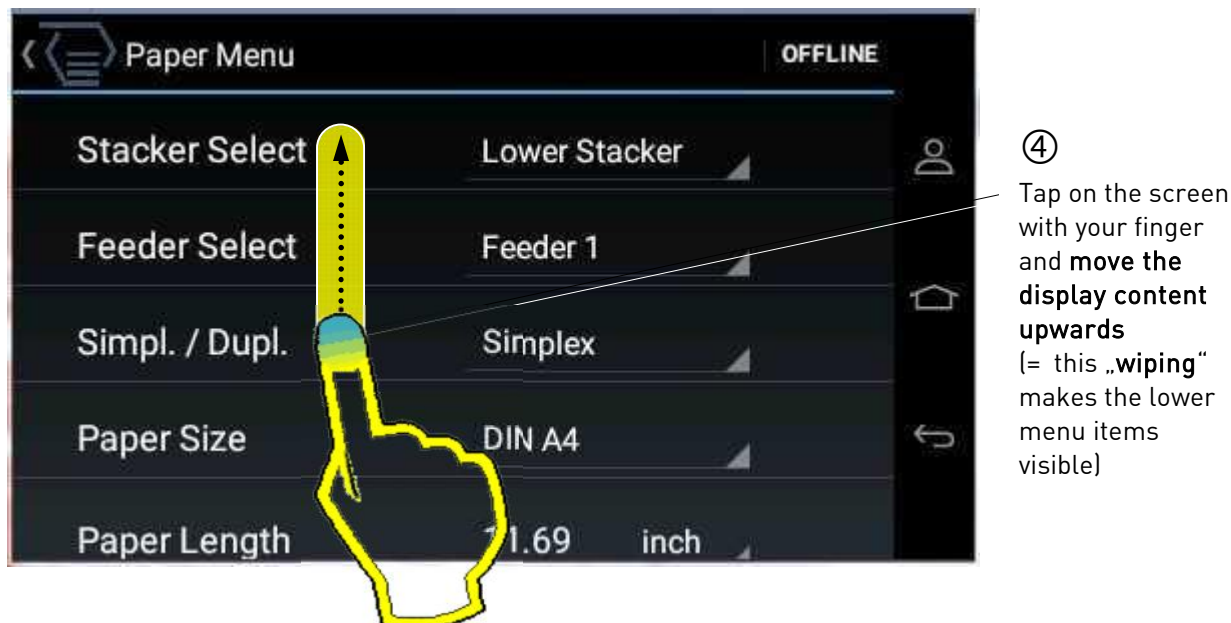 Paper Menu OFFLINE
Stacker Select Lower Stacker
Feeder Select Feeder 1
Simpl. / Dupl. Simplex
Paper Size DIN A4
Paper Length 11.69 inch
④
Tap on the screen
with your finger
and move the
display content
upwards
(= this „wiping“
makes the lower
menu items
visible)